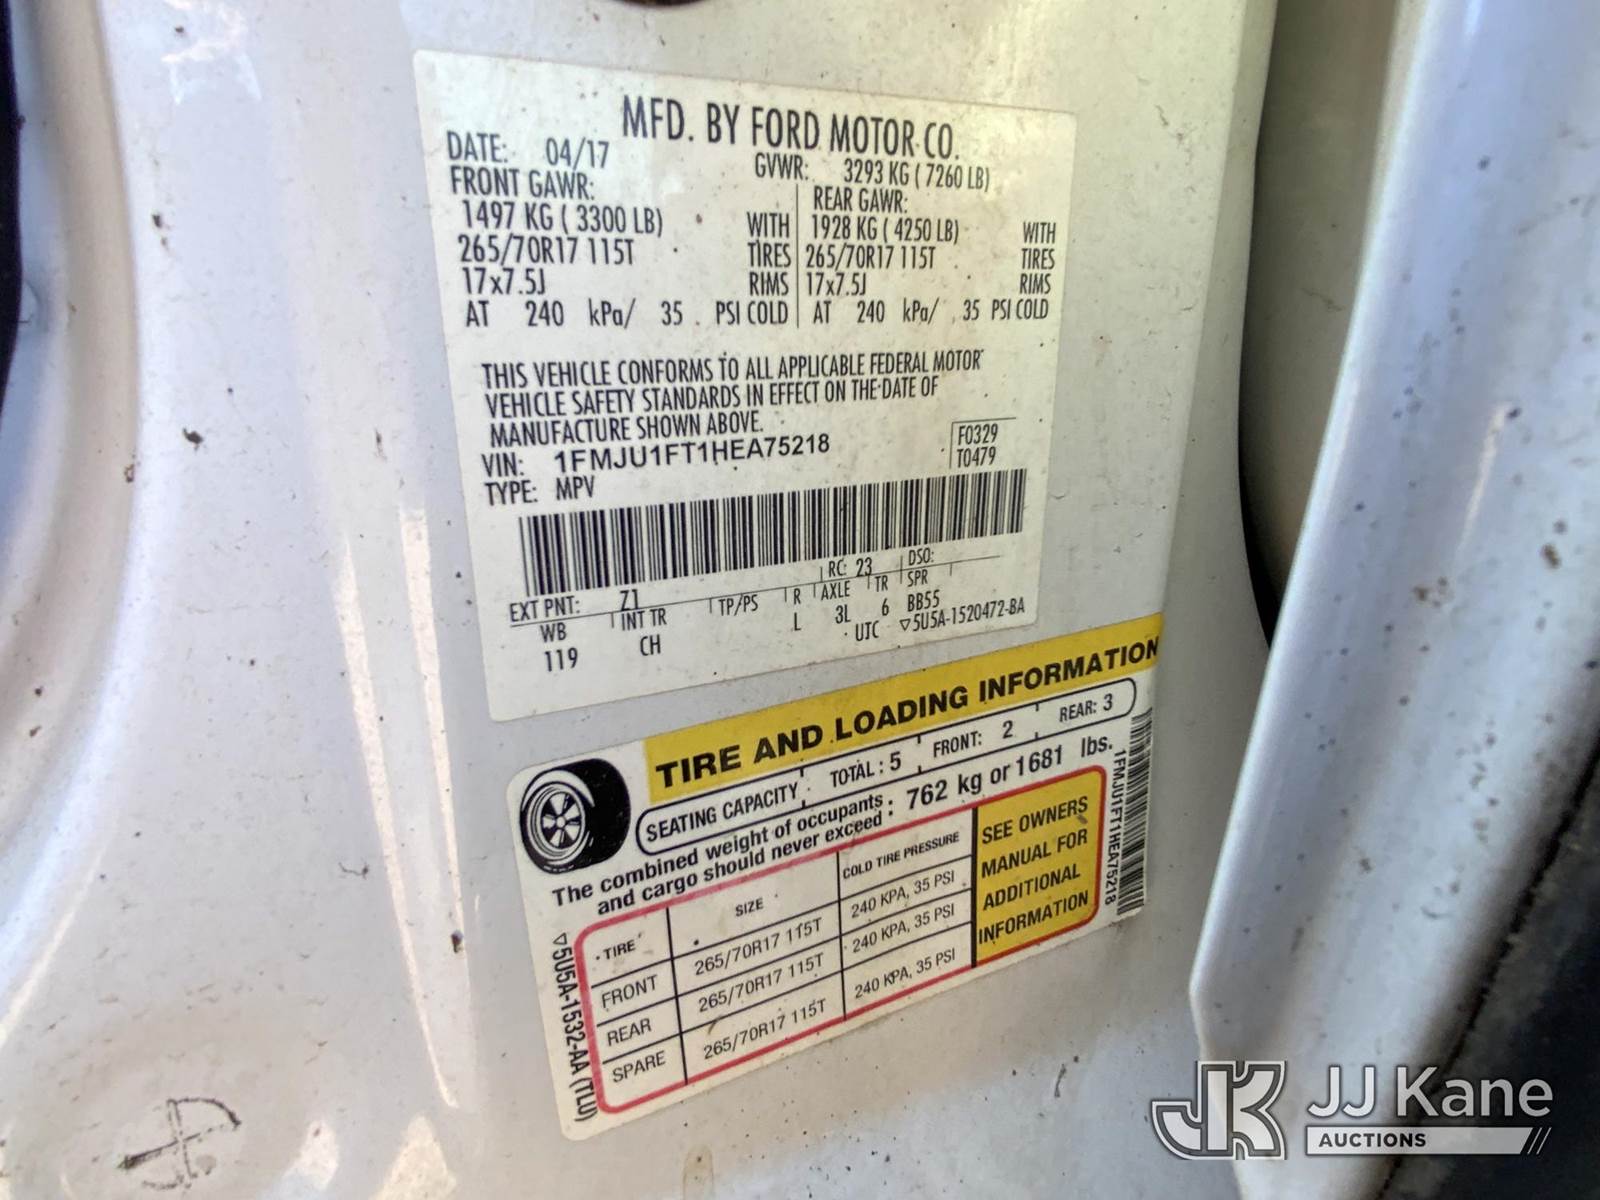 MFD. BY FORD MOTOR CO.
DATE: 04/17 GVWR: 3293 KG ( 7260 LB)
FRONT GAWR: REAR GAWR:
1497 KG ( 3300 LB) WITH 1928 KG ( 4250 LB) WITH
265/70R17 115T TIRES 265/70R17 115T TIRES
17x7.5J RIMS 17x7.5J RIMS
AT 240 kPa/ 35 PSI COLD AT 240 kPa/ 35 PSI COLD
THIS VEHICLE CONFORMS TO ALL APPLICABLE FEDERAL MOTOR
VEHICLE SAFETY STANDARDS IN EFFECT ON THE DATE OF
MANUFACTURE SHOWN ABOVE.
VIN: 1FMJU1FT1HEA75218 F0329
TYPE: MPV T0479
EXT PNT: Z1 RC: 23 DSO:
WB INT TR TP/PS R AXLE TR SPR
119 CH L 3L 6 BB55
UTC ▽5U5A-1520472-BA
TIRE AND LOADING INFORMATION
SEATING CAPACITY TOTAL : 5 FRONT: 2 REAR: 3
The combined weight of occupants : 762 kg or 1681 lbs.
and cargo should never exceed :
TIRE SIZE COLD TIRE PRESSURE
FRONT 265/70R17 115T 240 KPA, 35 PSI
REAR 265/70R17 115T 240 KPA, 35 PSI
SPARE 265/70R17 115T 240 KPA, 35 PSI
SEE OWNERS
MANUAL FOR
ADDITIONAL
INFORMATION
1FMJU1FT1HEA75218
▽5U5A-1532-AA (TLU)
JK JJ Kane
AUCTIONS